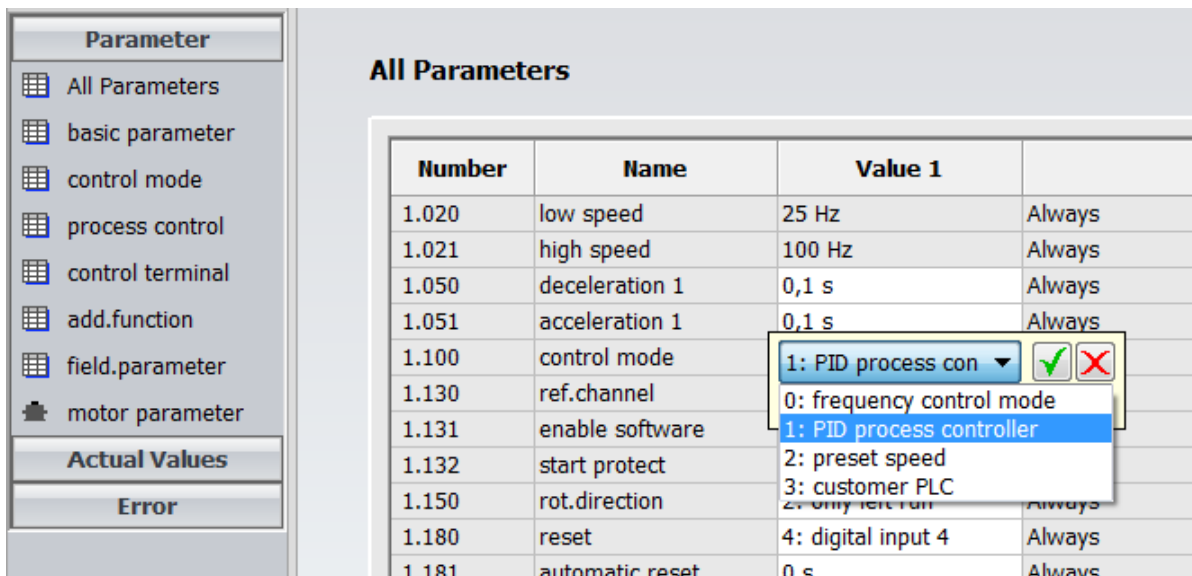 Parameter
All Parameters
basic parameter
control mode
process control
control terminal
add.function
field.parameter
motor parameter
Actual Values
Error
All Parameters
Number Name Value 1
1.020 low speed 25 Hz Always
1.021 high speed 100 Hz Always
1.050 deceleration 1 0,1 s Always
1.051 acceleration 1 0,1 s Always
1.100 control mode 1: PID process con
1.130 ref.channel 0: frequency control mode
1.131 enable software 1: PID process controller
1.132 start protect 2: preset speed
3: customer PLC
1.150 rot.direction 2: only left run Always
1.180 reset 4: digital input 4 Always
1.181 automatic reset 0 s Always